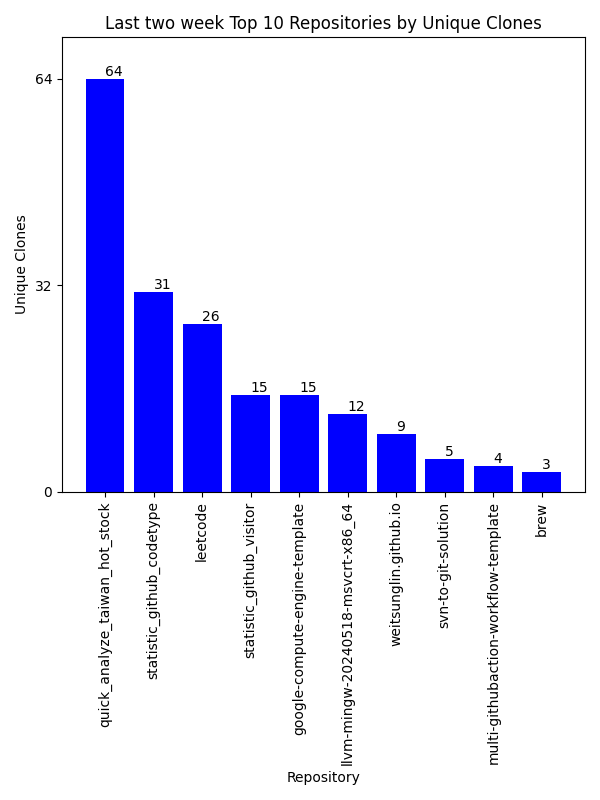 Last two week Top 10 Repositories by Unique Clones
Unique Clones
64
32
0
64
31
26
15
15
12
9
5
4
3
quick_analyze_taiwan_hot_stock
statistic_github_codetype
leetcode
statistic_github_visitor
google-compute-engine-template
llvm-mingw-20240518-msvcrt-x86_64
weitsunglin.github.io
svn-to-git-solution
multi-githubaction-workflow-template
brew
Repository